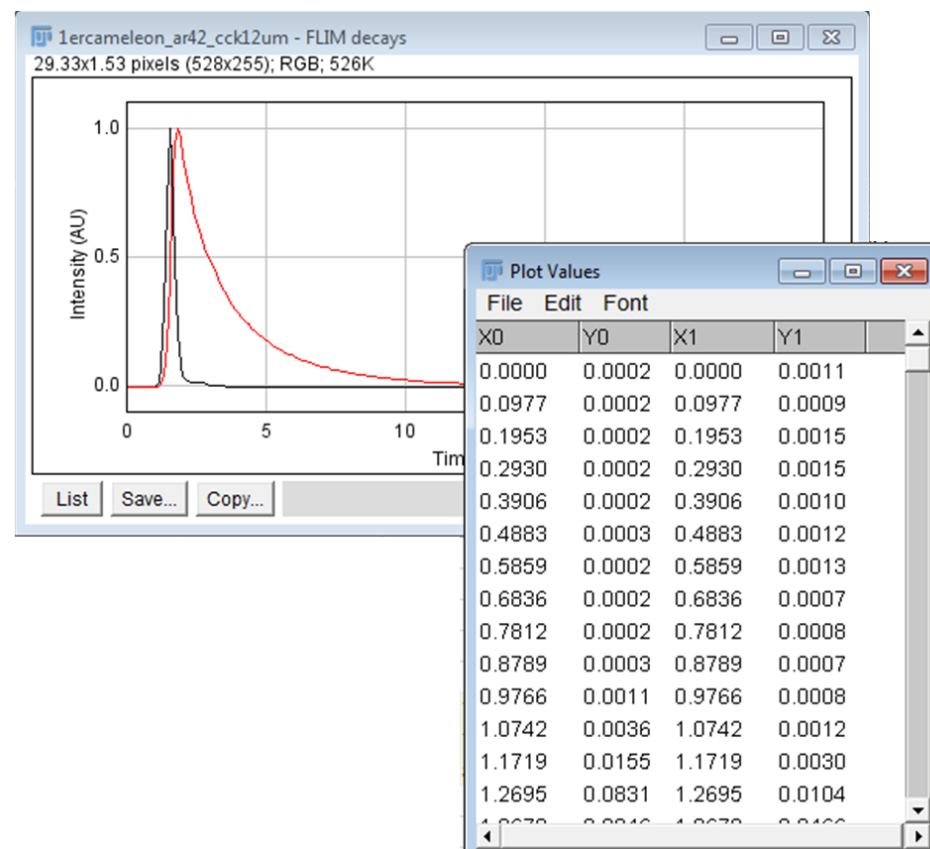 1ercameleon_ar42_cck12um - FLIM decays
29.33x1.53 pixels (528x255); RGB; 526K
1.0
0.5
0.0
Intensity (AU)
0 5 10
Tim
List Save... Copy...
Plot Values
File Edit Font
X0 Y0 X1 Y1
0.0000 0.0002 0.0000 0.0011
0.0977 0.0002 0.0977 0.0009
0.1953 0.0002 0.1953 0.0015
0.2930 0.0002 0.2930 0.0015
0.3906 0.0002 0.3906 0.0010
0.4883 0.0003 0.4883 0.0012
0.5859 0.0002 0.5859 0.0013
0.6836 0.0002 0.6836 0.0007
0.7812 0.0002 0.7812 0.0008
0.8789 0.0003 0.8789 0.0007
0.9766 0.0011 0.9766 0.0008
1.0742 0.0036 1.0742 0.0012
1.1719 0.0155 1.1719 0.0030
1.2695 0.0831 1.2695 0.0104